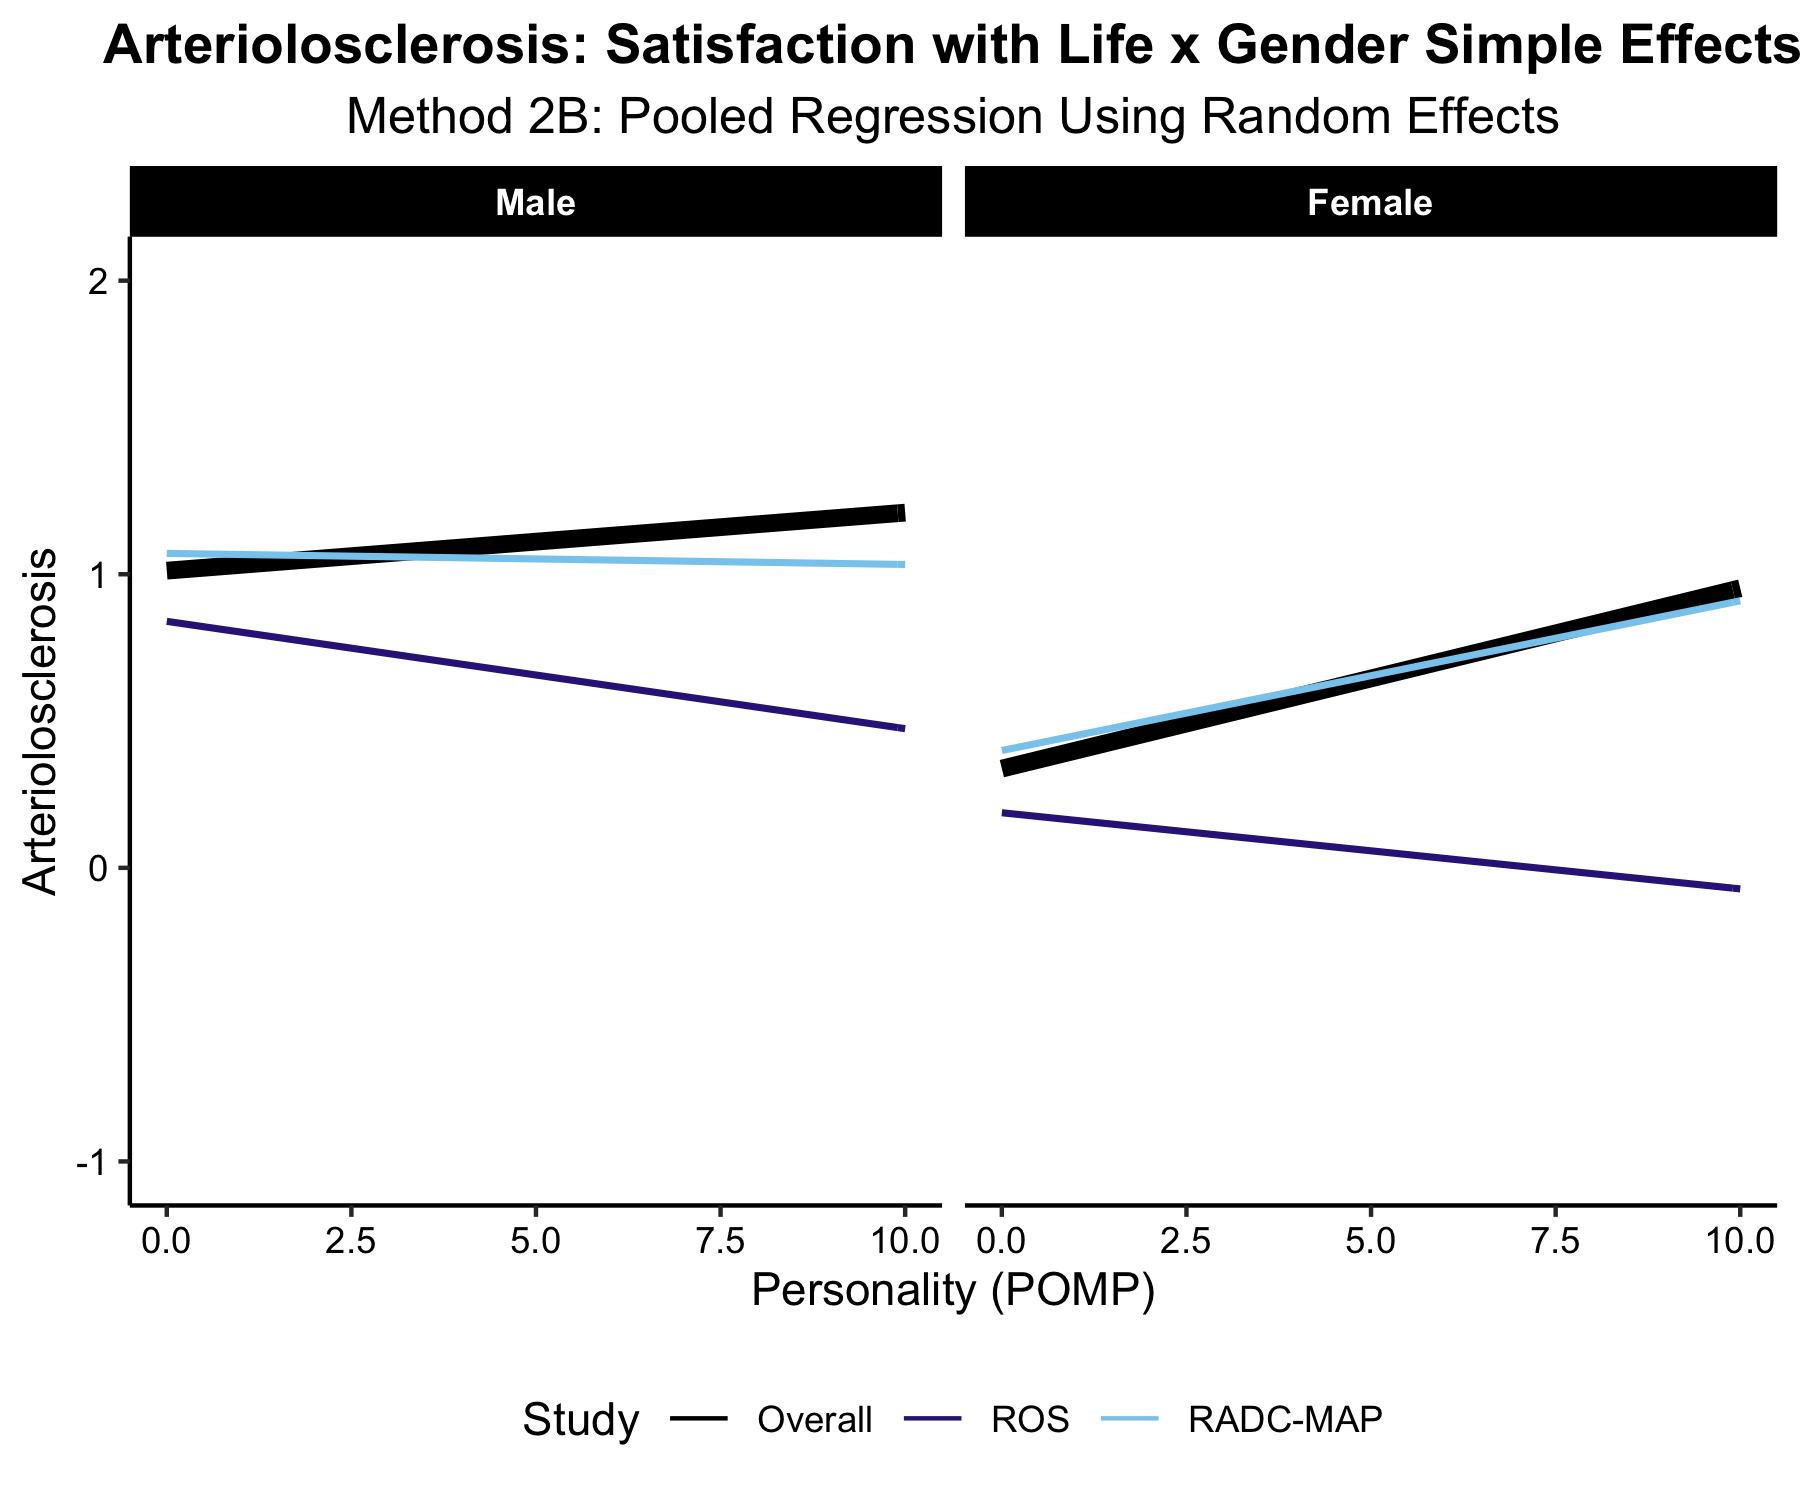 Arteriolosclerosis: Satisfaction with Life x Gender Simple Effects
Method 2B: Pooled Regression Using Random Effects
Male Female
2
1
0
-1
Arteriolosclerosis
0.0 2.5 5.0 7.5 10.0 0.0 2.5 5.0 7.5 10.0
Personality (POMP)
Study Overall ROS RADC-MAP